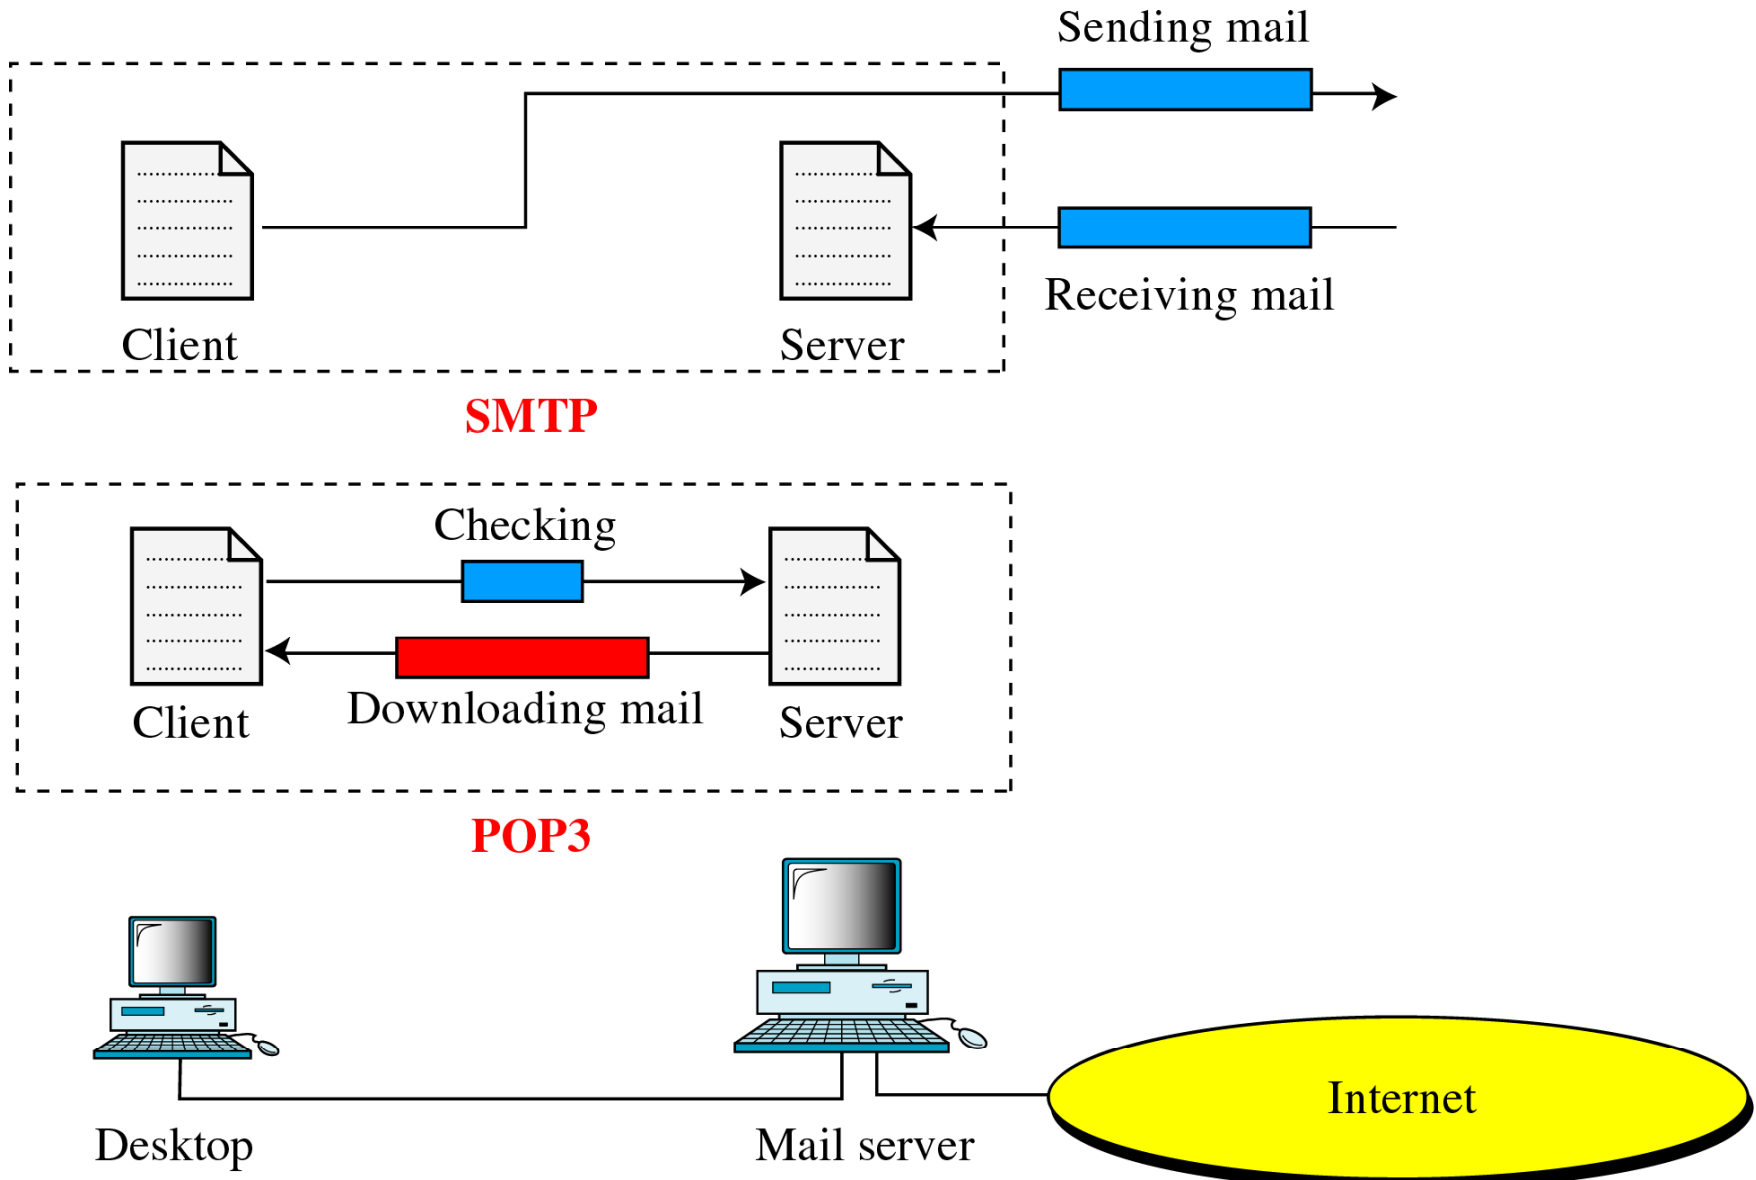 Sending mail
Client
Server
Receiving mail
SMTP
Checking
Downloading mail
Client
Server
POP3
Internet
Desktop
Mail server